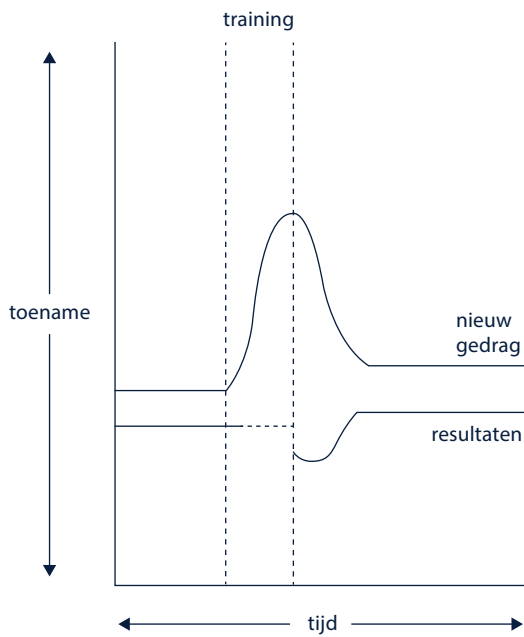 training
toename
nieuw
gedrag
resultaten
tijd